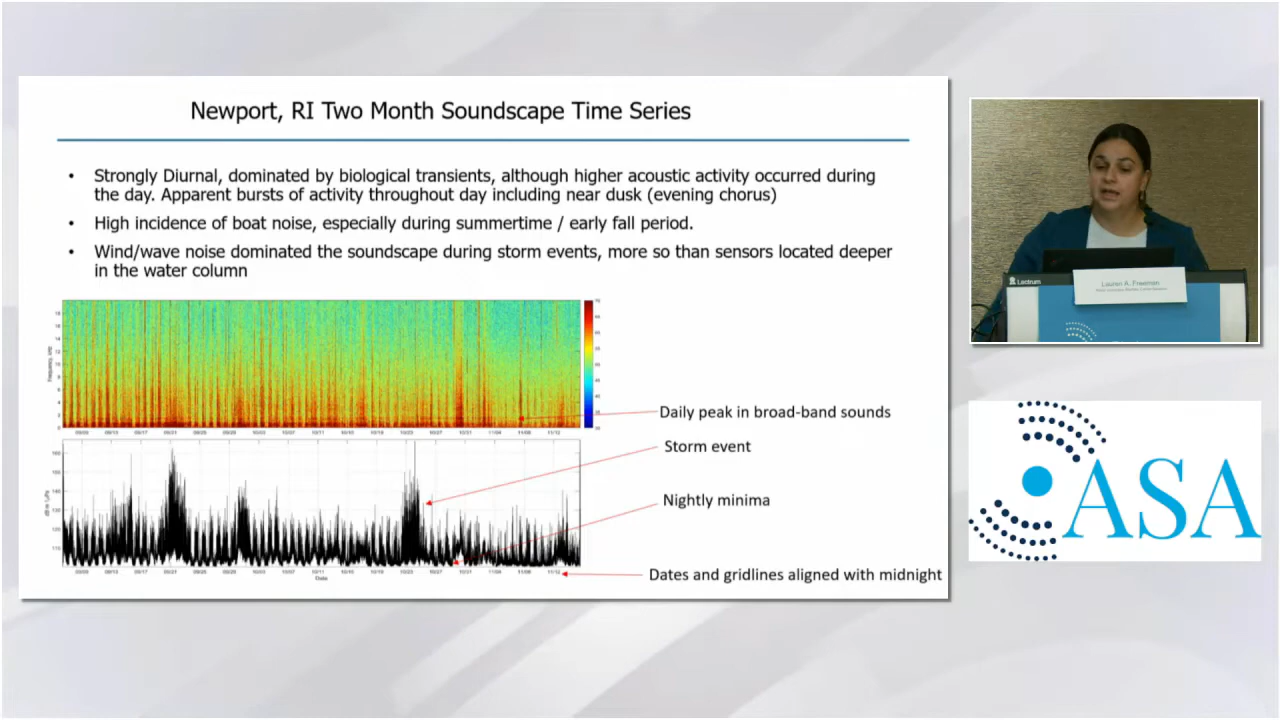 Newport, RI Two Month Soundscape Time Series
• Strongly Diurnal, dominated by biological transients, although higher acoustic activity occurred during
the day. Apparent bursts of activity throughout day including near dusk (evening chorus)
• High incidence of boat noise, especially during summertime / early fall period.
• Wind/wave noise dominated the soundscape during storm events, more so than sensors located deeper
in the water column
Frequency, kHz
Daily peak in broad-band sounds
Storm event
Nightly minima
Date
Dates and gridlines aligned with midnight
Lectrum
Lauren A. Freeman
ASA